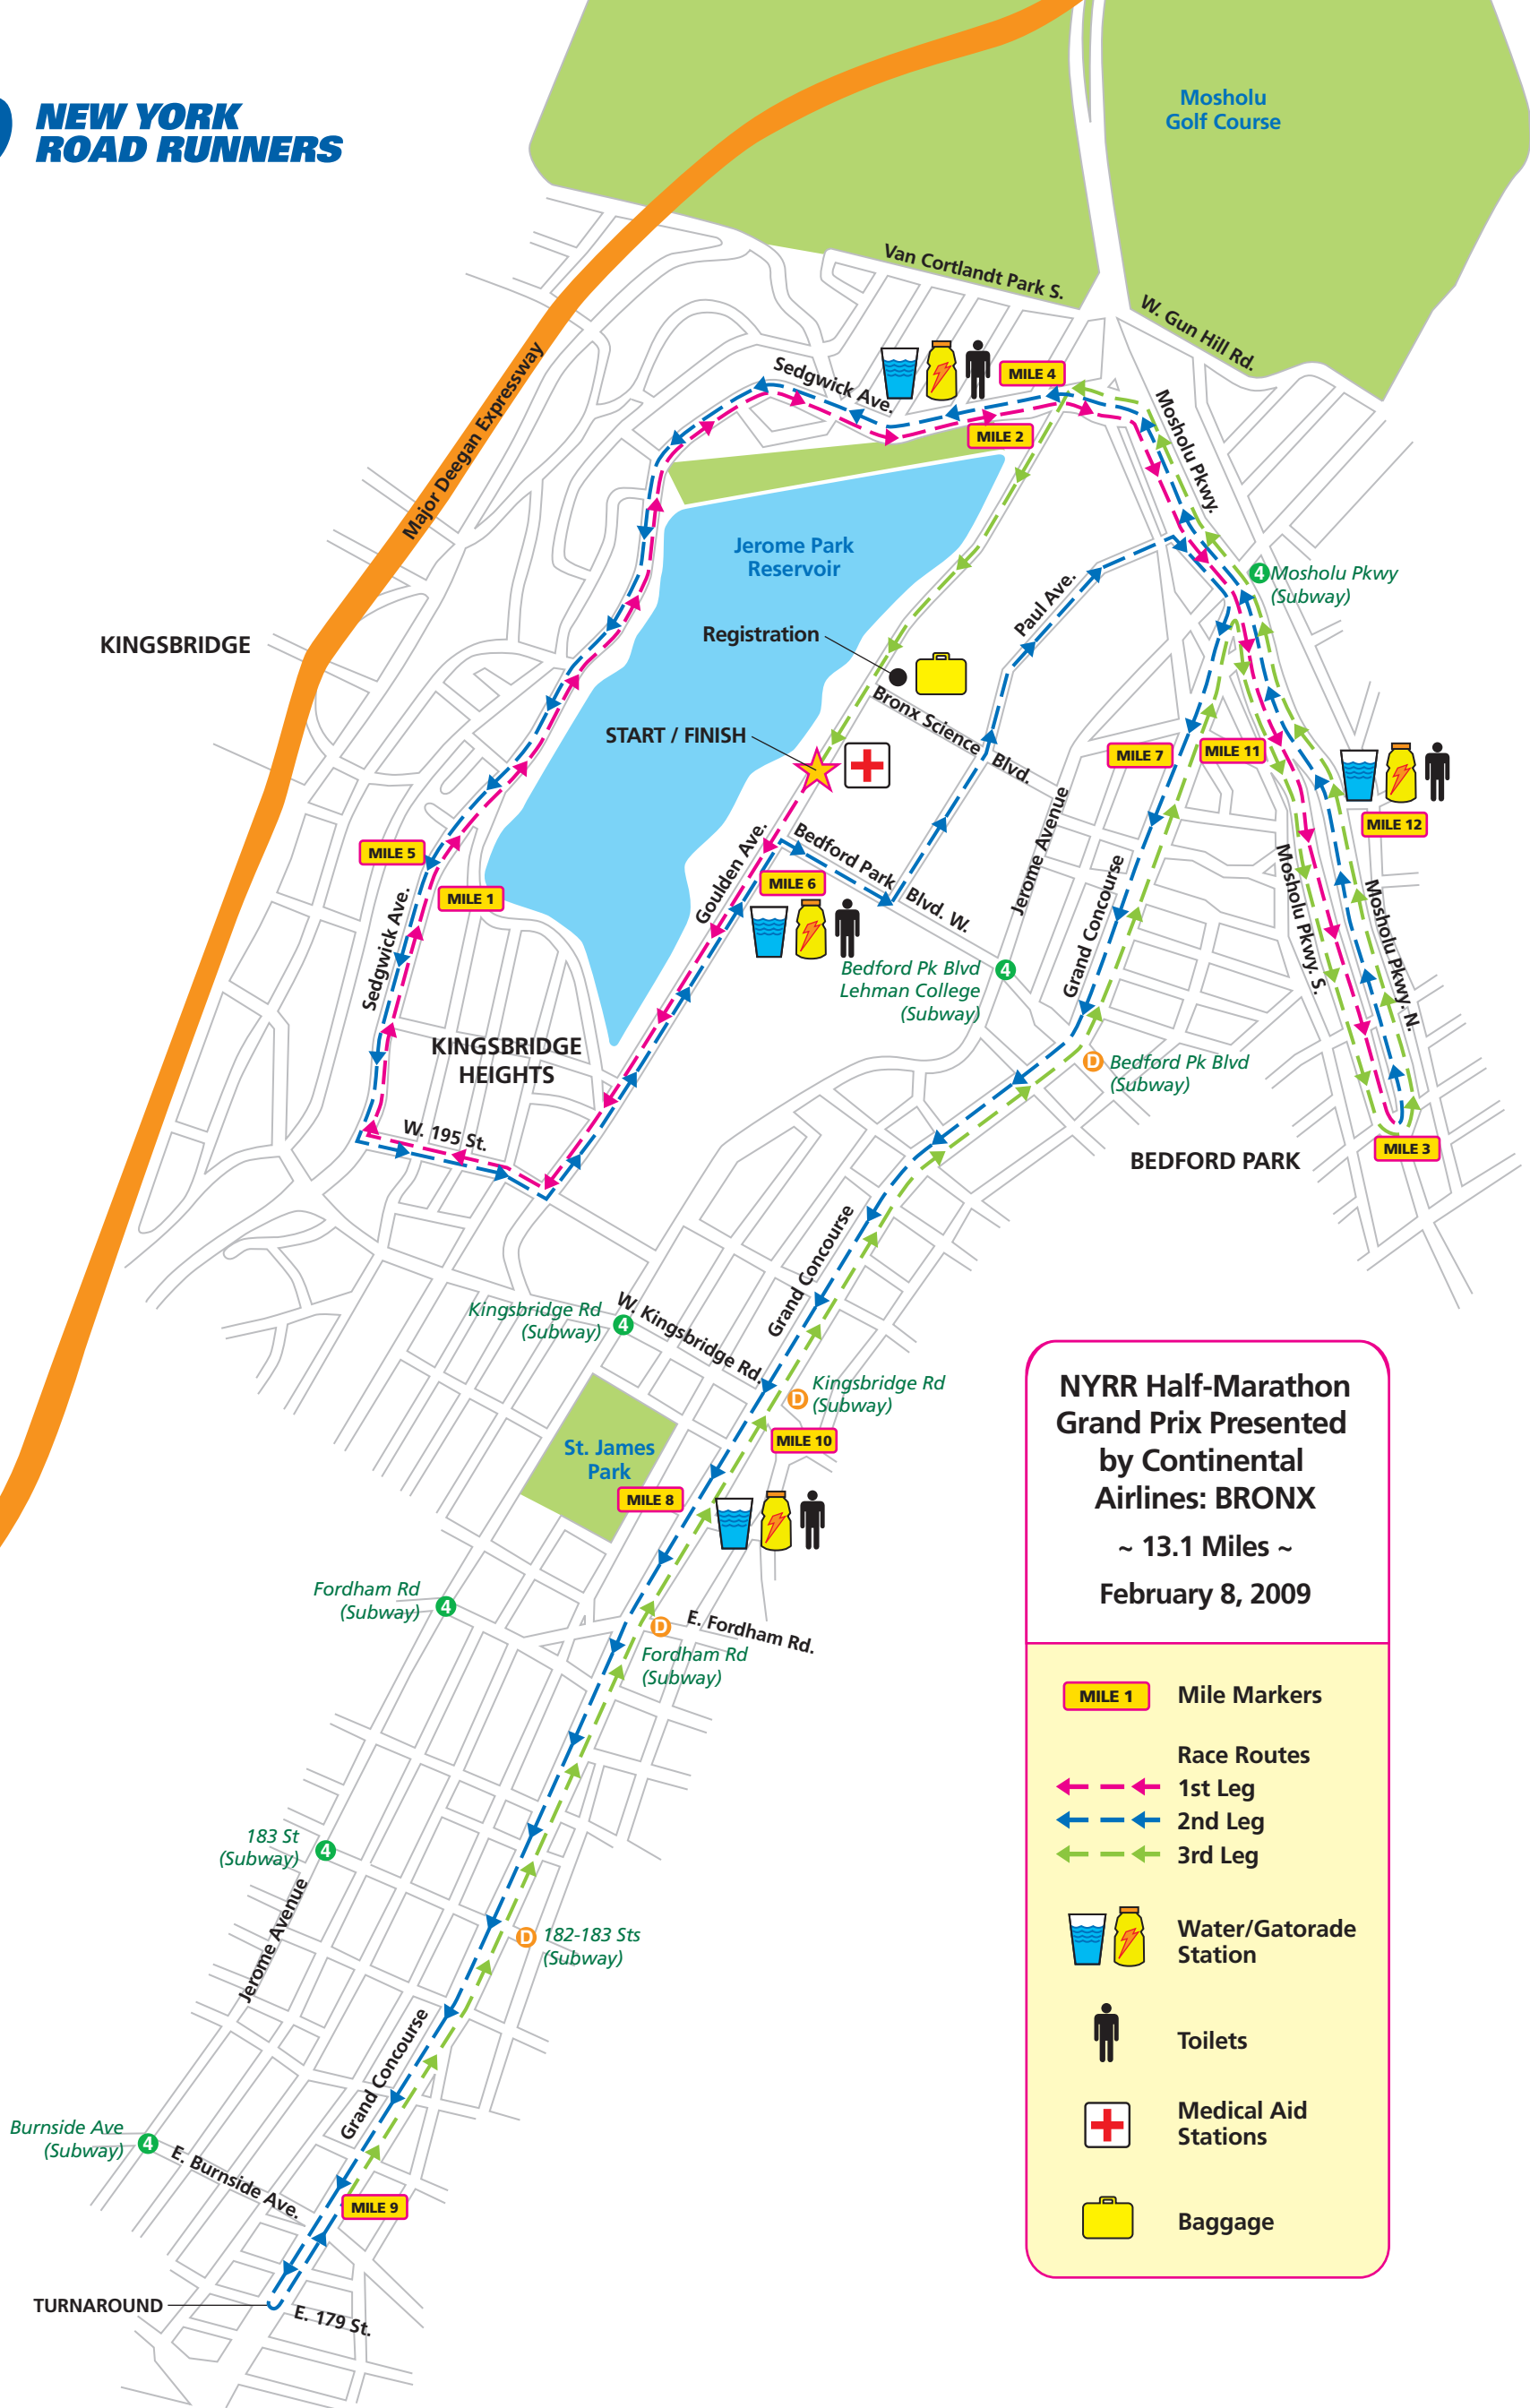 NEW YORK
ROAD RUNNERS
Mosholu
Golf Course
Van Cortlandt Park S.
W. Gun Hill Rd.
Major Deegan Expressway
Sedgwick Ave.
MILE 4
MILE 2
Mosholu Pkwy.
Jerome Park
Reservoir
4
Mosholu Pkwy
(Subway)
Paul Ave.
KINGSBRIDGE
Registration
Bronx Science
Blvd.
START / FINISH
MILE 7
MILE 11
MILE 12
MILE 5
MILE 1
Goulden Ave.
Bedford Park
Blvd. W.
MILE 6
Jerome Avenue
Grand Concourse
Mosholu Pkwy. S.
Mosholu Pkwy. N.
Sedgwick Ave.
Bedford Pk Blvd
Lehman College
(Subway)
4
KINGSBRIDGE
HEIGHTS
D
Bedford Pk Blvd
(Subway)
W. 195 St.
MILE 3
BEDFORD PARK
Grand Concourse
Kingsbridge Rd
(Subway)
4
W. Kingsbridge Rd.
D
Kingsbridge Rd
(Subway)
MILE 10
St. James
Park
MILE 8
Fordham Rd
(Subway)
4
D
E. Fordham Rd.
Fordham Rd
(Subway)
183 St
(Subway)
4
Jerome Avenue
D
182-183 Sts
(Subway)
Grand Concourse
Burnside Ave
(Subway)
4
E. Burnside Ave.
MILE 9
TURNAROUND
E. 179 St.
NYRR Half-Marathon
Grand Prix Presented
by Continental
Airlines: BRONX
~ 13.1 Miles ~
February 8, 2009
MILE 1
Mile Markers
Race Routes
1st Leg
2nd Leg
3rd Leg
Water/Gatorade
Station
Toilets
Medical Aid
Stations
Baggage